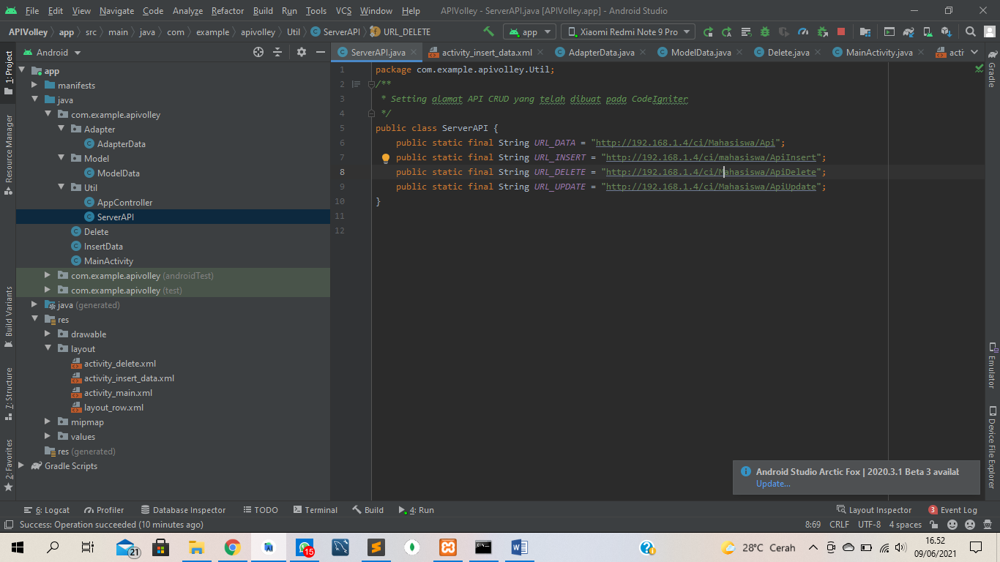 File Edit View Navigate Code Analyze Refactor Build Run Tools VCS Window Help APIVolley - ServerAPI.java [APIVolley.app] - Android Studio
APIVolley app src main java com example apivolley Util ServerAPI URL_DELETE app Xiaomi Redmi Note 9 Pro
Android ServerAPI.java activity_insert_data.xml AdapterData.java ModelData.java Delete.java MainActivity.java acti
1: Project
Resource Manager
Build Variants
7: Structure
2: Favorites
app
manifests
java
com.example.apivolley
Adapter
AdapterData
Model
ModelData
Util
AppController
ServerAPI
Delete
InsertData
MainActivity
com.example.apivolley (androidTest)
com.example.apivolley (test)
java (generated)
res
drawable
layout
activity_delete.xml
activity_insert_data.xml
activity_main.xml
layout_row.xml
mipmap
values
res (generated)
Gradle Scripts
1 package com.example.apivolley.Util;
2 /**
3 * Setting alamat API CRUD yang telah dibuat pada CodeIgniter
4 */
5 public class ServerAPI {
6 public static final String URL_DATA = "http://192.168.1.4/ci/Mahasiswa/Api";
7 public static final String URL_INSERT = "http://192.168.1.4/ci/mahasiswa/ApiInsert";
8 public static final String URL_DELETE = "http://192.168.1.4/ci/Mahasiswa/ApiDelete";
9 public static final String URL_UPDATE = "http://192.168.1.4/ci/Mahasiswa/ApiUpdate";
10 }
11
12
Gradle
Emulator
Device File Explorer
Android Studio Arctic Fox | 2020.3.1 Beta 3 availal
Update...
6: Logcat Profiler Database Inspector TODO Terminal Build 4: Run Layout Inspector 3 Event Log
Success: Operation succeeded (10 minutes ago) 8:69 CRLF UTF-8 4 spaces
21 15 28°C Cerah 16.52
09/06/2021